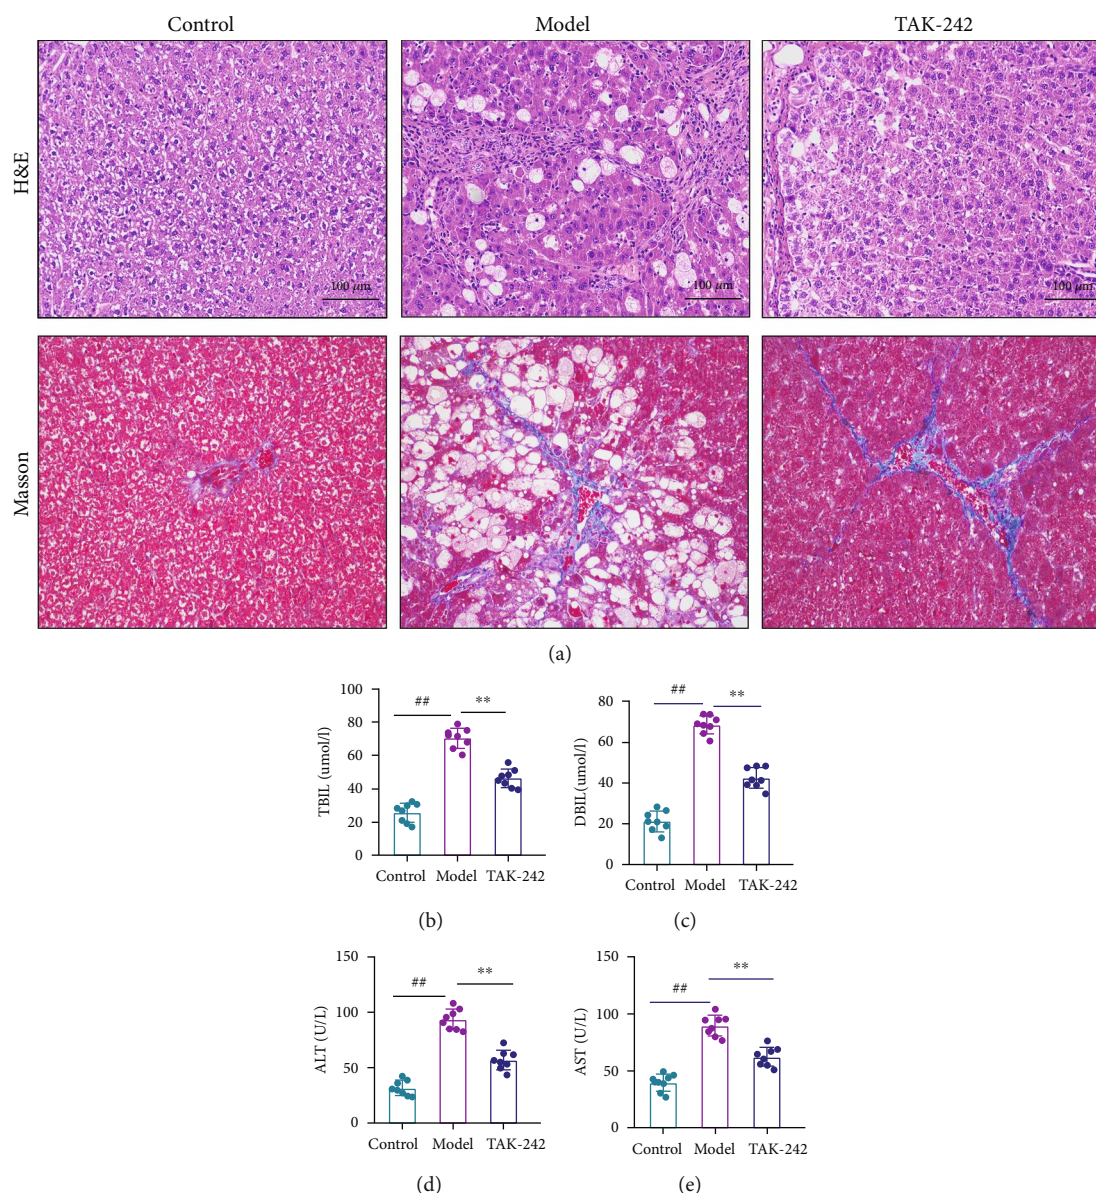 Control Model TAK-242
H&E
100 μm 100 μm 100 μm
Masson
(a)
TBIL (umol/l)
100
80
60
40
20
0
##
**
Control Model TAK-242
(b)
DBIL(umol/l)
80
60
40
20
0
##
**
Control Model TAK-242
(c)
ALT (U/L)
150
100
50
0
##
**
Control Model TAK-242
(d)
AST (U/L)
150
100
50
0
##
**
Control Model TAK-242
(e)